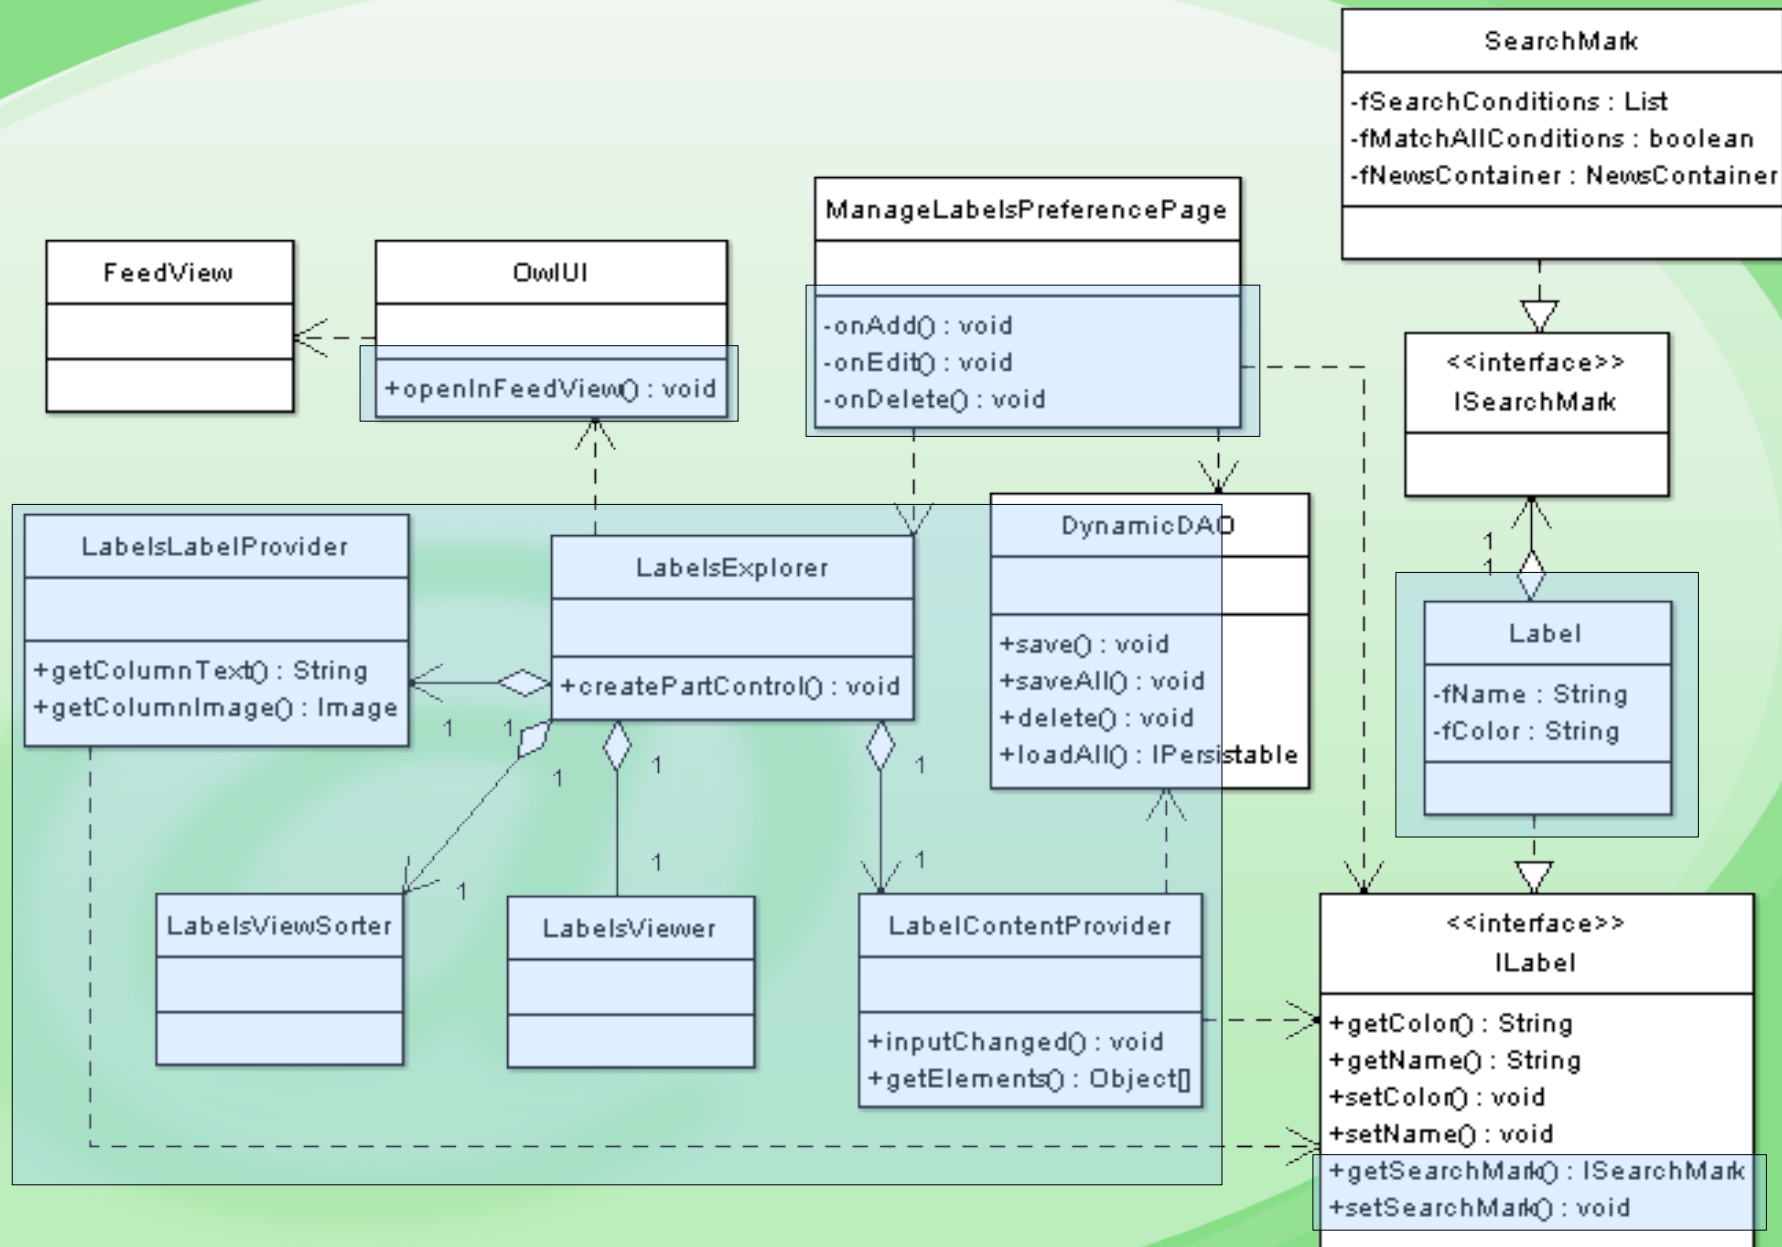 SearchMark
-fSearchConditions : List
-fMatchAllConditions : boolean
-fNewsContainer : NewsContainer
ManageLabelsPreferencePage
-onAdd() : void
-onEdit() : void
-onDelete() : void
FeedView
OwlUI
+openInFeedView() : void
<<interface>>
ISearchMark
LabelsLabelProvider
+getColumnText() : String
+getColumnImage() : Image
LabelsExplorer
+createPartControl() : void
DynamicDAO
+save() : void
+saveAll() : void
+delete() : void
+loadAll() : IPersistable
1
1
Label
-fName : String
-fColor : String
1
1
1
1
1
1
1
1
LabelsViewSorter
LabelsViewer
LabelContentProvider
+inputChanged() : void
+getElements() : Object[]
<<interface>>
ILabel
+getColor() : String
+getName() : String
+setColor() : void
+setName() : void
+getSearchMark() : ISearchMark
+setSearchMark() : void